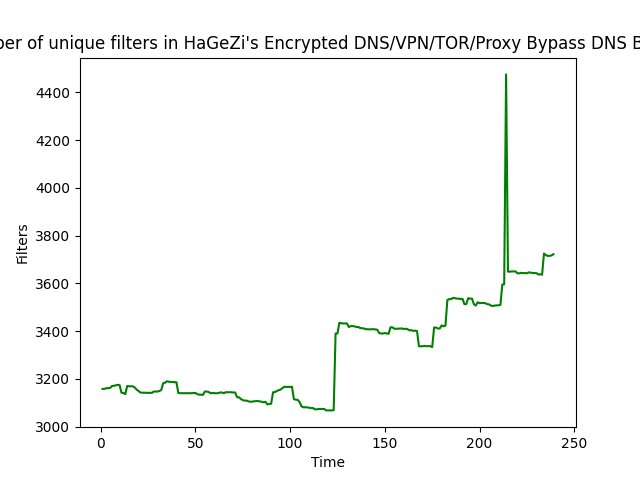 ber of unique filters in HaGeZi's Encrypted DNS/VPN/TOR/Proxy Bypass DNS B
4400
4200
4000
3800
3600
3400
3200
3000
Filters
0 50 100 150 200 250
Time